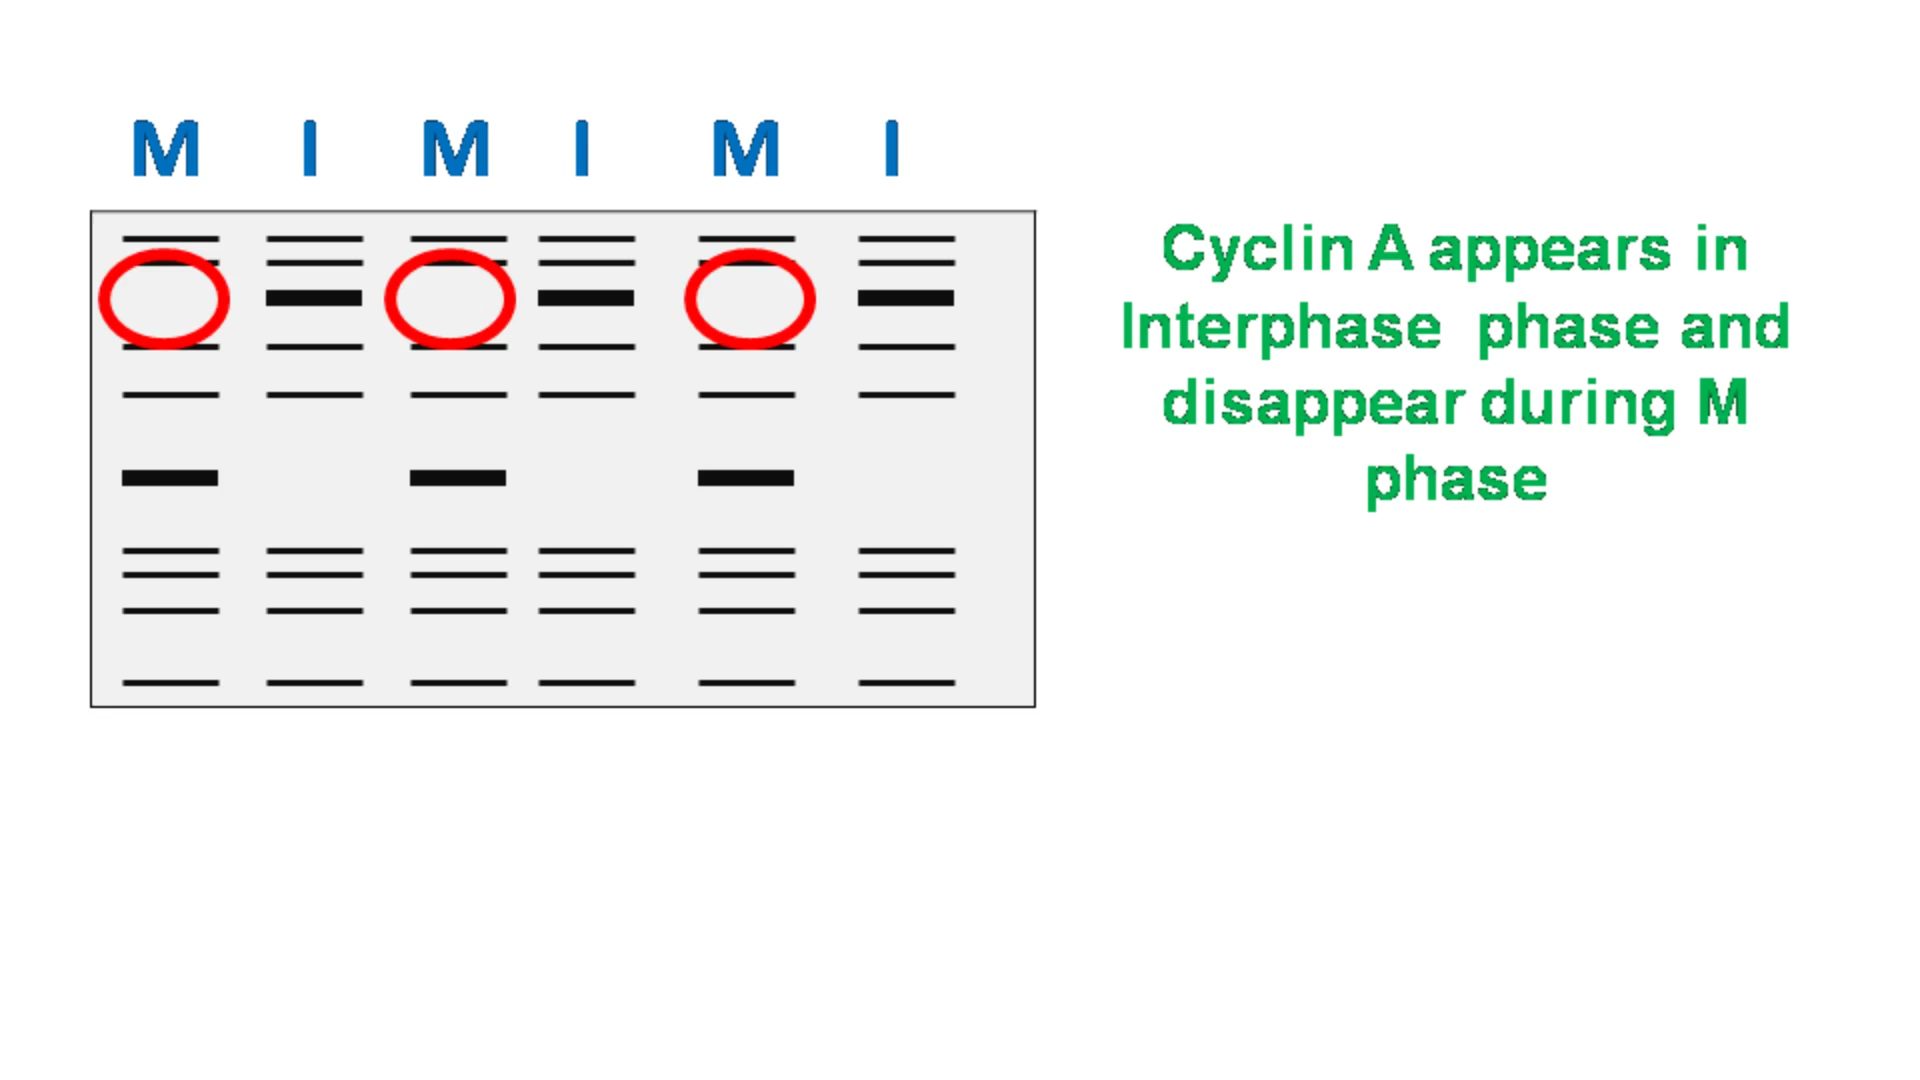 M I M I M I
Cyclin A appears in
Interphase phase and
disappear during M
phase